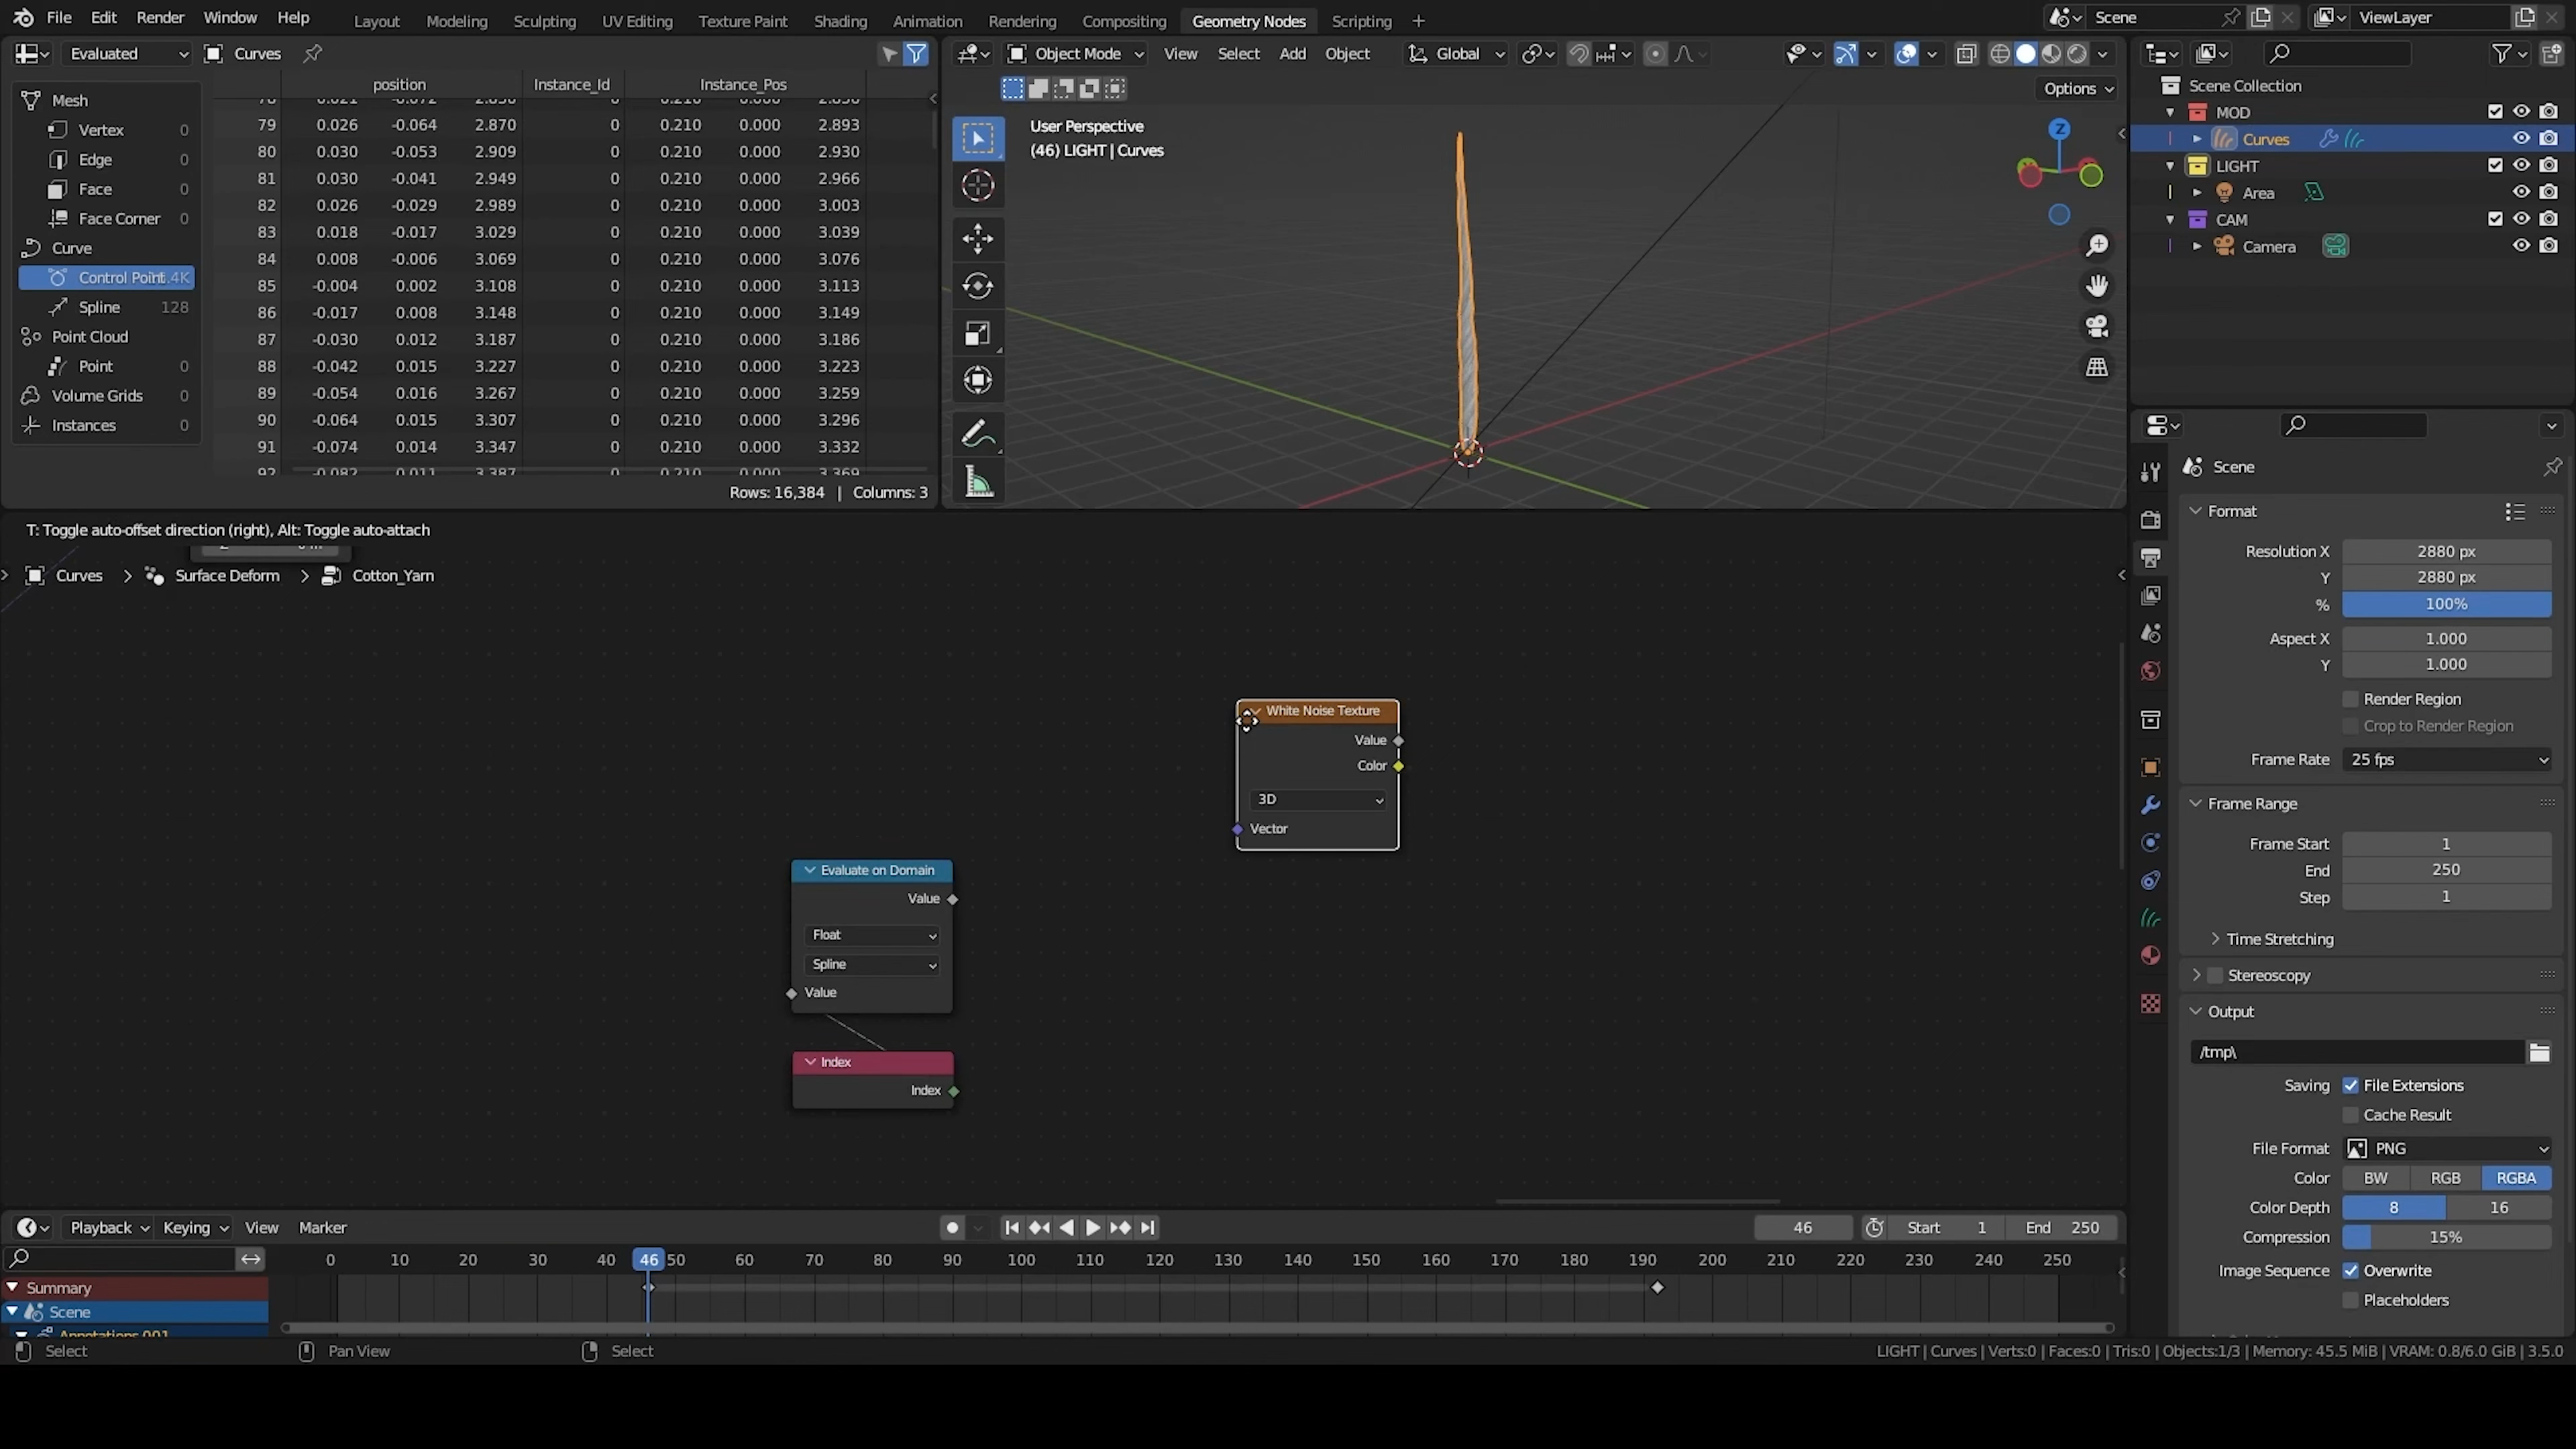 File Edit Render Window Help
Layout Modeling Sculpting UV Editing Texture Paint Shading Animation Rendering Compositing Geometry Nodes Scripting +
Scene
ViewLayer
Evaluated
Curves
position Instance_Id Instance_Pos
Mesh
Vertex 0
Edge 0
Face 0
Face Corner 0
Curve
Control Point
Spline 128
Point Cloud
Point 0
Volume Grids 0
Instances 0
79 0.026 -0.064 2.870 0 0.210 0.000 2.893
80 0.030 -0.053 2.909 0 0.210 0.000 2.930
81 0.030 -0.041 2.949 0 0.210 0.000 2.966
82 0.026 -0.029 2.989 0 0.210 0.000 3.003
83 0.018 -0.017 3.029 0 0.210 0.000 3.039
84 0.008 -0.006 3.069 0 0.210 0.000 3.076
85 -0.004 0.002 3.108 0 0.210 0.000 3.113
86 -0.017 0.008 3.148 0 0.210 0.000 3.149
87 -0.030 0.012 3.187 0 0.210 0.000 3.186
88 -0.042 0.015 3.227 0 0.210 0.000 3.223
89 -0.054 0.016 3.267 0 0.210 0.000 3.259
90 -0.064 0.015 3.307 0 0.210 0.000 3.296
91 -0.074 0.014 3.347 0 0.210 0.000 3.332
Rows: 16,384 | Columns: 3
Object Mode View Select Add Object Global
Options
User Perspective
(46) LIGHT | Curves
Z
Scene Collection
MOD
Curves
LIGHT
Area
CAM
Camera
T: Toggle auto-offset direction (right), Alt: Toggle auto-attach
Curves > Surface Deform > Cotton_Yarn
White Noise Texture
Value
Color
3D
Vector
Evaluate on Domain
Value
Float
Spline
Value
Index
Index
Scene
Format
Resolution X 2880 px
Y 2880 px
% 100%
Aspect X 1.000
Y 1.000
Render Region
Crop to Render Region
Frame Rate 25 fps
Frame Range
Frame Start 1
End 250
Step 1
Time Stretching
Stereoscopy
Output
/tmp\
Saving File Extensions
Cache Result
File Format PNG
Color BW RGB RGBA
Color Depth 8 16
Compression 15%
Image Sequence Overwrite
Placeholders
Playback Keying View Marker
46 Start 1 End 250
0 10 20 30 40 46 50 60 70 80 90 100 110 120 130 140 150 160 170 180 190 200 210 220 230 240 250
Summary
Scene
Annotations.001
Select Pan View Select
LIGHT | Curves | Verts:0 | Faces:0 | Tris:0 | Objects:1/3 | Memory: 45.5 MiB | VRAM: 0.8/6.0 GiB | 3.5.0